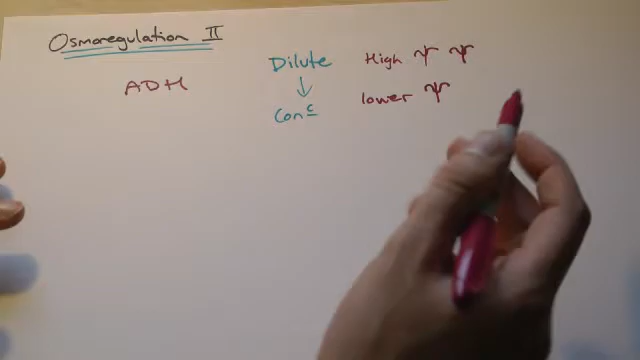 Osmoregulation II
ADH
Dilute High Ψ Ψ
↓
Conc lower Ψ